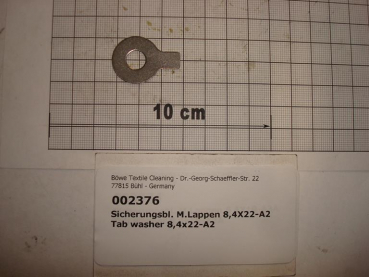 10 cm
Böwe Textile Cleaning - Dr.-Georg-Schaeffler-Str. 22
77815 Bühl - Germany
002376
Sicherungsbl. M.Lappen 8,4X22-A2
Tab washer 8,4x22-A2